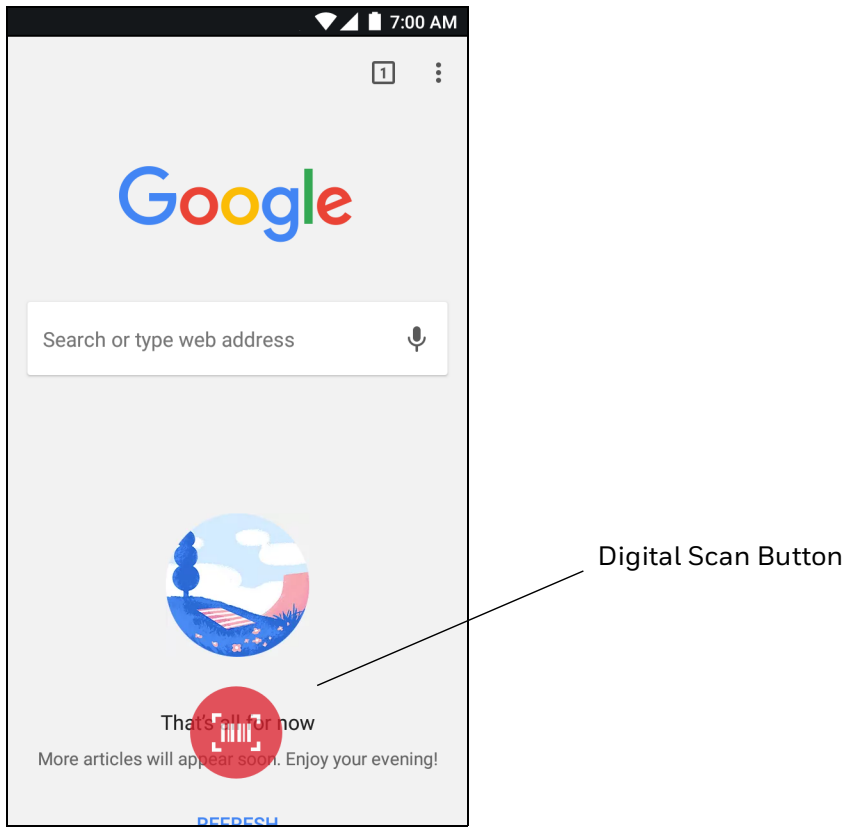 7:00 AM
1
Google
Search or type web address
Digital Scan Button
That's all for now
More articles will appear soon. Enjoy your evening!
REFRESH